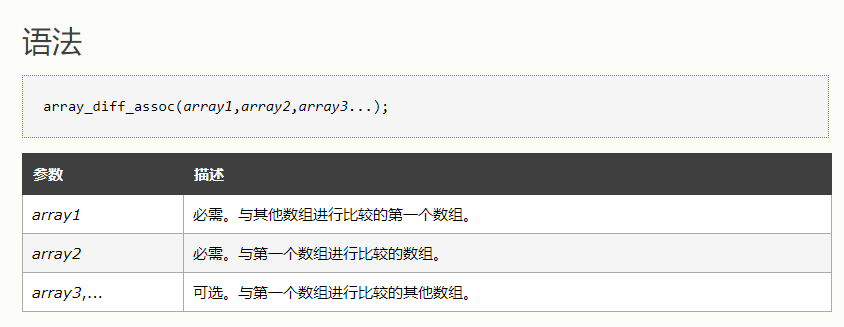 语法
array_diff_assoc(array1,array2,array3...);
参数 描述
array1 必需。与其他数组进行比较的第一个数组。
array2 必需。与第一个数组进行比较的数组。
array3,... 可选。与第一个数组进行比较的其他数组。